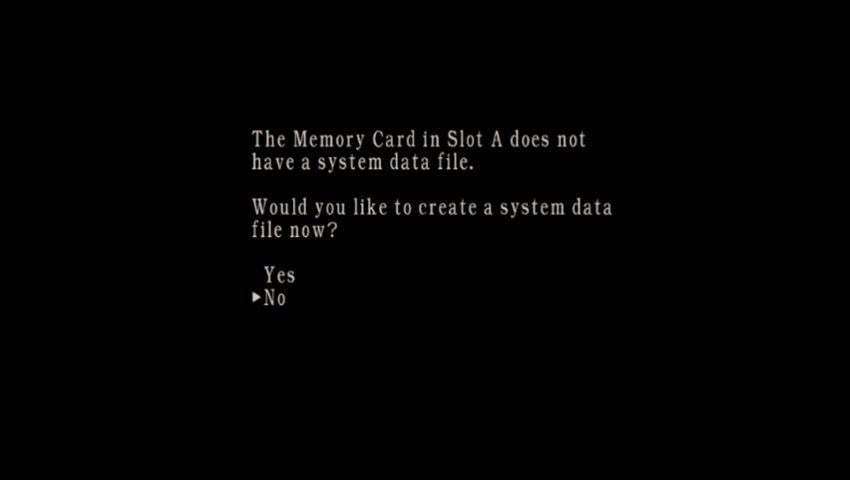 The Memory Card in Slot A does not
have a system data file.
Would you like to create a system data
file now?
Yes
No